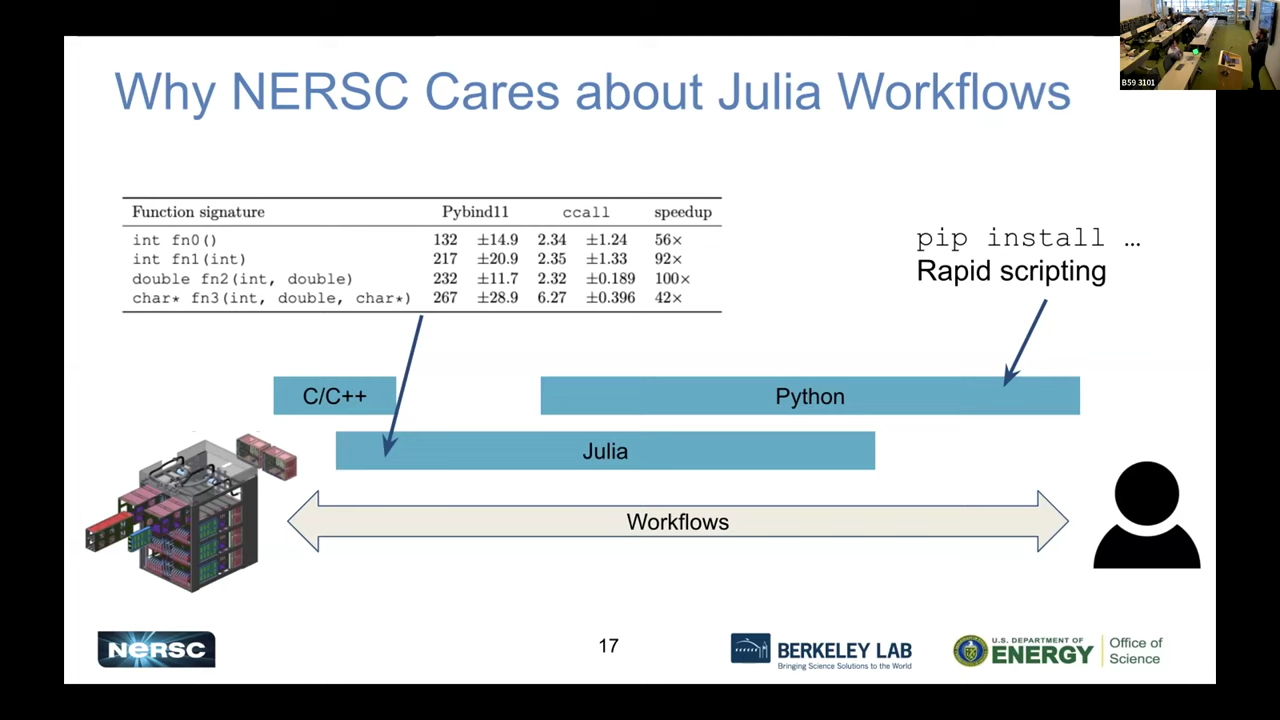 B59 3101
Why NERSC Cares about Julia Workflows
Function signature Pybind11 ccall speedup
int fn0() 132 ±14.9 2.34 ±1.24 56×
int fn1(int) 217 ±20.9 2.35 ±1.33 92×
double fn2(int, double) 232 ±11.7 2.32 ±0.189 100×
char* fn3(int, double, char*) 267 ±28.9 6.27 ±0.396 42×
pip install …
Rapid scripting
C/C++
Python
Julia
Workflows
NERSC
17
BERKELEY LAB
Bringing Science Solutions to the World
U.S. DEPARTMENT OF
ENERGY
Office of
Science